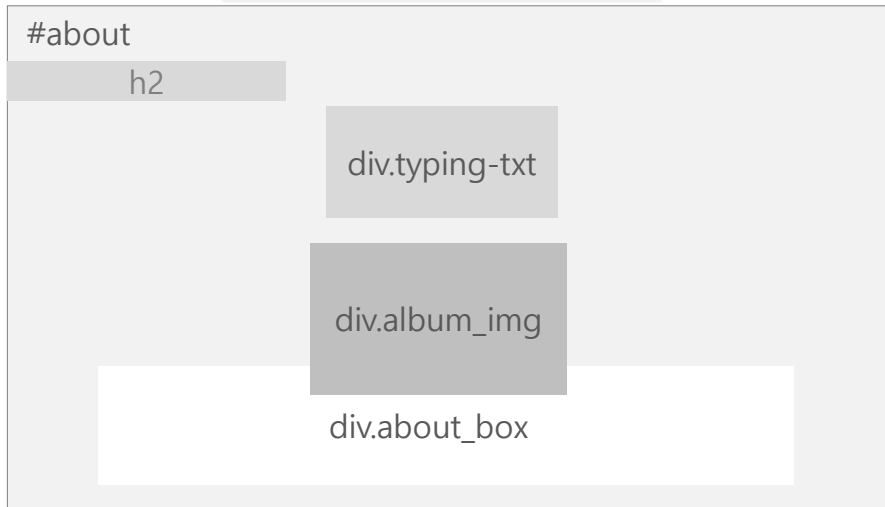 #about
h2
div.typing-txt
div.album_img
div.about_box